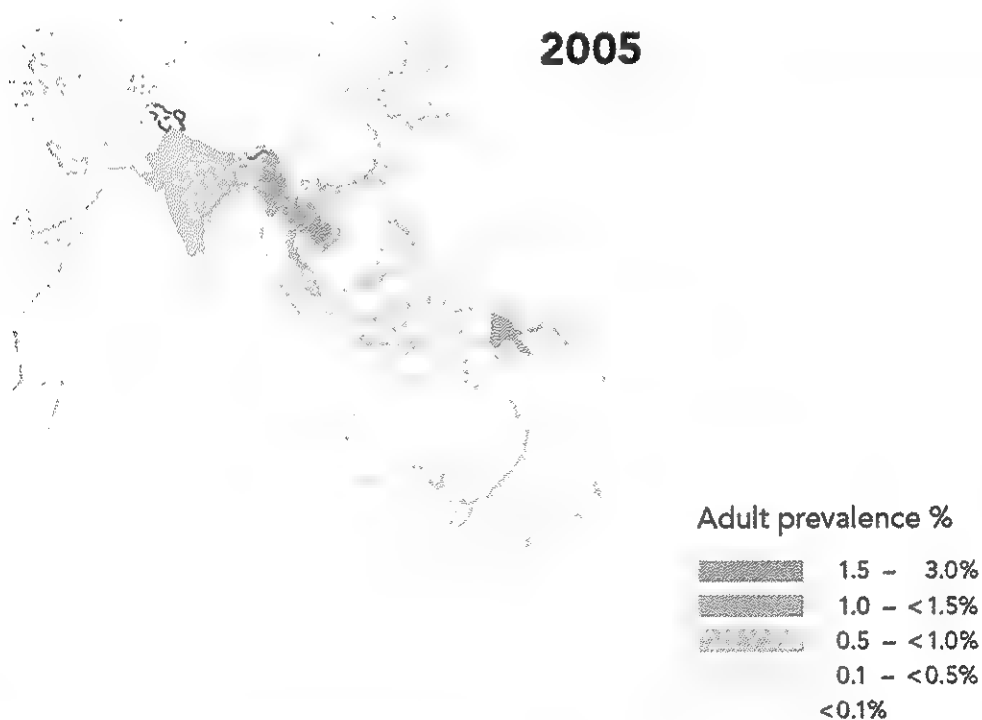 2005
Adult prevalence %
1.5 – 3.0%
1.0 – <1.5%
0.5 – <1.0%
0.1 – <0.5%
<0.1%